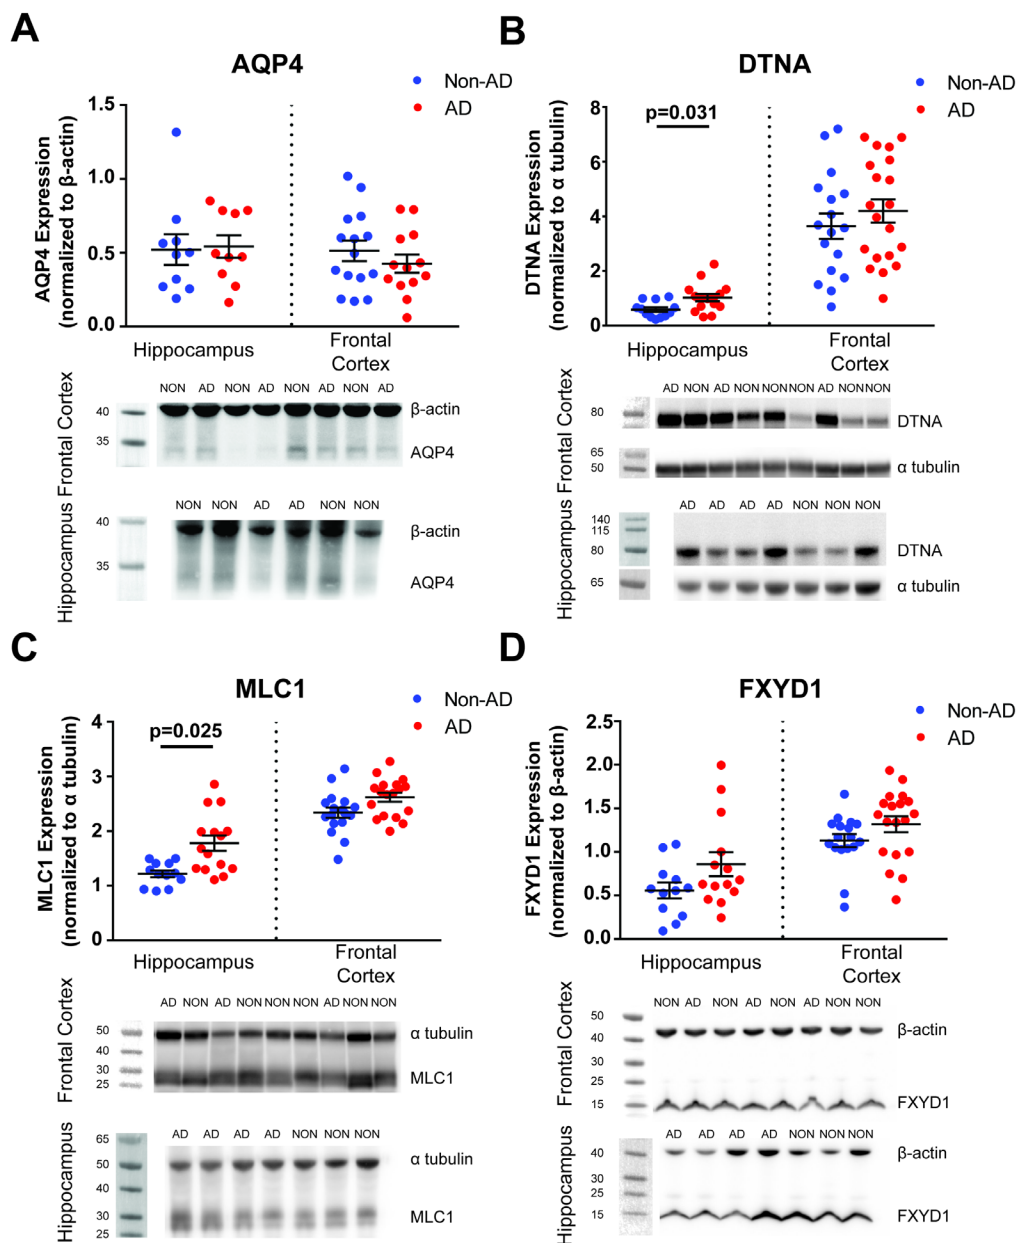 A
AQP4
Non-AD
AD
AQP4 Expression
(normalized to β-actin)
1.5
1.0
0.5
0.0
Hippocampus
Frontal
Cortex
Frontal Cortex
NON AD NON AD NON AD NON AD
40
35
β-actin
AQP4
Hippocampus
NON NON AD AD NON NON
40
35
β-actin
AQP4
B
DTNA
Non-AD
AD
DTNA Expression
(normalized to α tubulin)
8
6
4
2
0
p=0.031
Hippocampus
Frontal
Cortex
Frontal Cortex
AD NON AD NON NON NON AD NON NON
80
DTNA
65
50
α tubulin
Hippocampus
AD AD AD AD NON NON NON
140
115
80
DTNA
65
α tubulin
C
MLC1
Non-AD
AD
MLC1 Expression
(normalized to α tubulin)
4
3
2
1
0
p=0.025
Hippocampus
Frontal
Cortex
Frontal Cortex
AD NON AD NON NON NON AD NON NON
50
40
30
25
α tubulin
MLC1
Hippocampus
AD AD AD AD NON NON NON
65
50
40
30
25
α tubulin
MLC1
D
FXYD1
Non-AD
AD
FXYD1 Expression
(normalized to β-actin)
2.5
2.0
1.5
1.0
0.5
0.0
Hippocampus
Frontal
Cortex
Frontal Cortex
NON AD NON AD NON AD NON NON
50
40
30
25
15
β-actin
FXYD1
Hippocampus
AD AD AD AD NON NON NON
40
30
25
15
β-actin
FXYD1